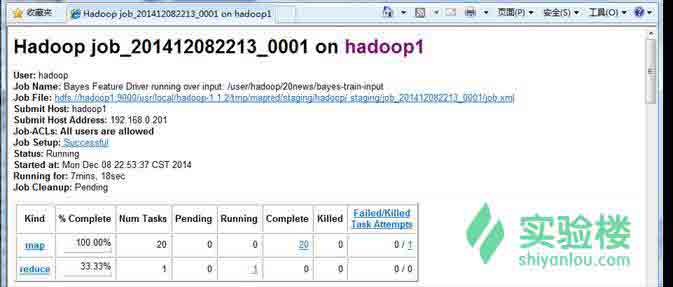 收藏夹 Hadoop job_201412082213_0001 on hadoop1 页面(P) 安全(S) 工具(O)
Hadoop job_201412082213_0001 on hadoop1
User: hadoop
Job Name: Bayes Feature Driver running over input: /user/hadoop/20news/bayes-train-input
Job File: hdfs://hadoop1:9000/usr/local/hadoop-1.1.2/tmp/mapred/staging/hadoop/.staging/job_201412082213_0001/job.xml
Submit Host: hadoop1
Submit Host Address: 192.168.0.201
Job-ACLs: All users are allowed
Job Setup: Successful
Status: Running
Started at: Mon Dec 08 22:53:37 CST 2014
Running for: 7mins, 18sec
Job Cleanup: Pending
Kind % Complete Num Tasks Pending Running Complete Killed Failed/Killed Task Attempts
map 100.00% 20 0 0 20 0 0 / 1
reduce 33.33% 1 0 1 0 0 0 / 0
实验楼
shiyanlou.com